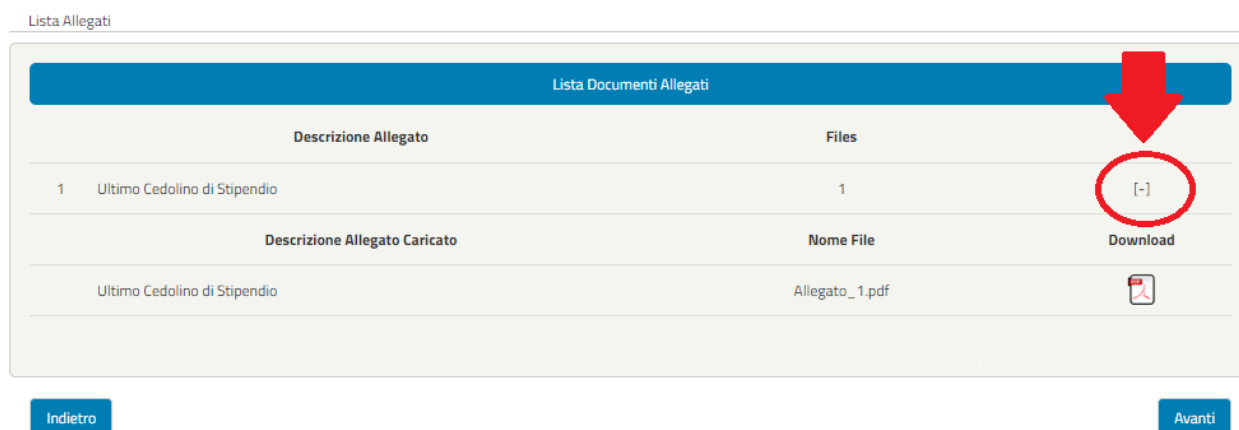 Lista Allegati
Lista Documenti Allegati
Descrizione Allegato Files
1 Ultimo Cedolino di Stipendio 1 [-]
Descrizione Allegato Caricato Nome File Download
Ultimo Cedolino di Stipendio Allegato_1.pdf PDF
Indietro Avanti